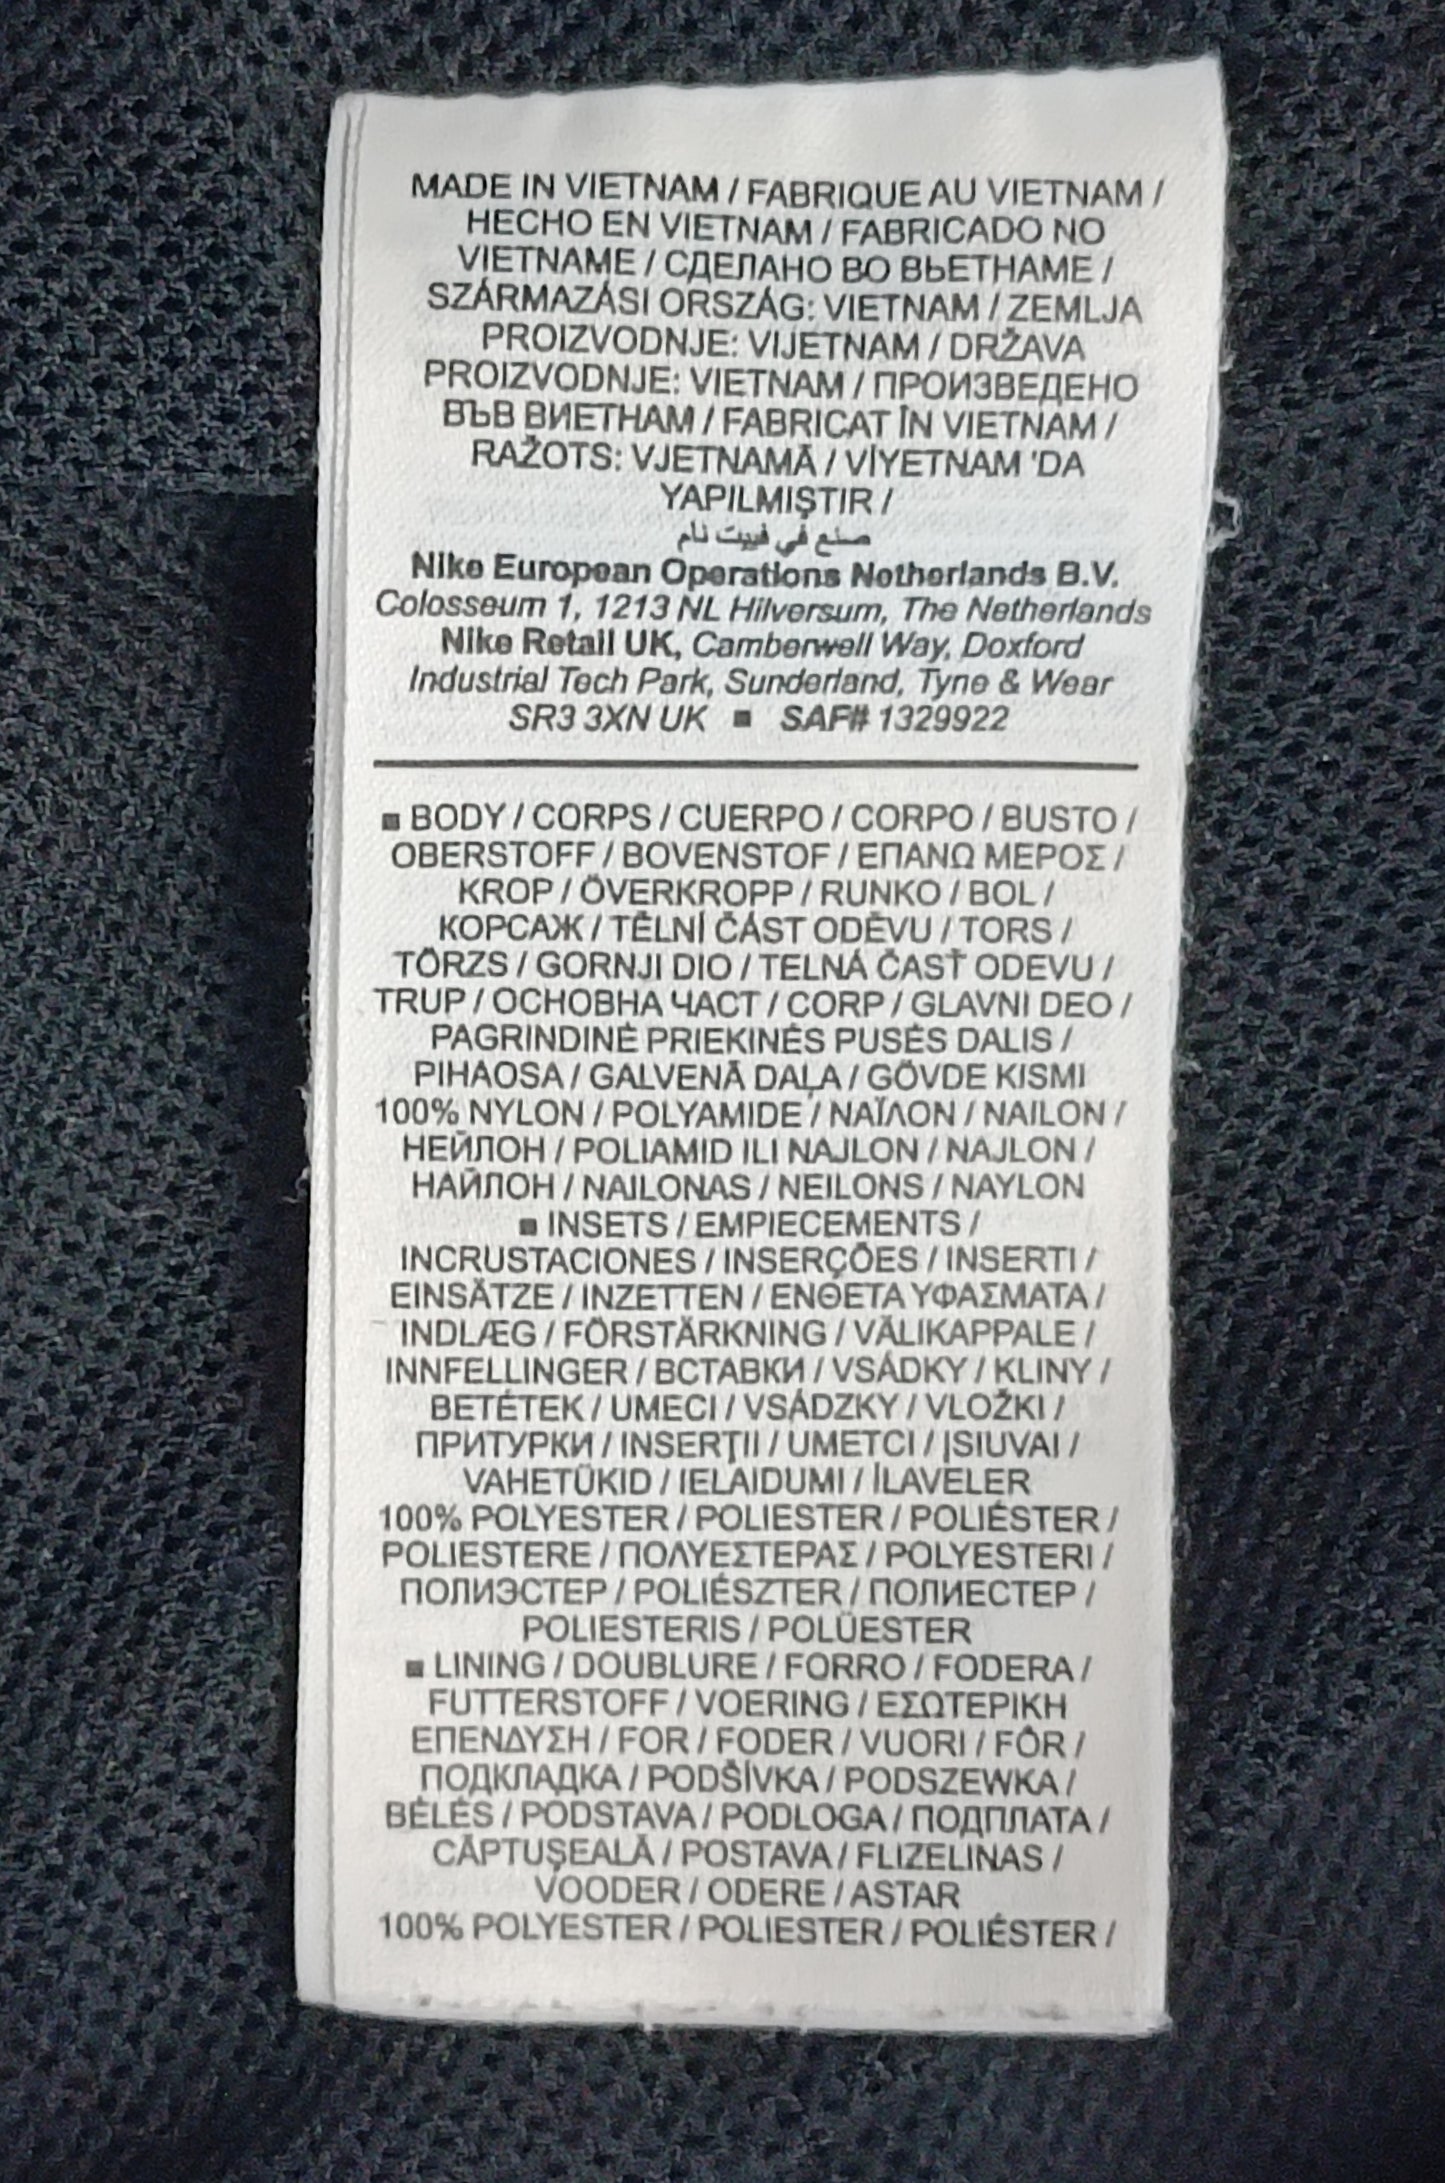 MADE IN VIETNAM / FABRIQUE AU VIETNAM /
HECHO EN VIETNAM / FABRICADO NO
VIETNAME / СДЕЛАНО ВО ВЬЕТНАМЕ /
SZÁRMAZÁSI ORSZÁG: VIETNAM / ZEMLJA
PROIZVODNJE: VIJETNAM / DRŽAVA
PROIZVODNJE: VIETNAM / ПРОИЗВЕДЕНО
ВЪВ ВИЕТНАМ / FABRICAT ÎN VIETNAM /
RAŽOTS: VJETNAMĀ / VİYETNAM 'DA
YAPILMIŞTIR /
صنع في فييت نام
Nike European Operations Netherlands B.V.
Colosseum 1, 1213 NL Hilversum, The Netherlands
Nike Retail UK, Camberwell Way, Doxford
Industrial Tech Park, Sunderland, Tyne & Wear
SR3 3XN UK ■ SAF# 1329922
■ BODY / CORPS / CUERPO / CORPO / BUSTO /
OBERSTOFF / BOVENSTOF / ΕΠΑΝΩ ΜΕΡΟΣ /
KROP / ÖVERKROPP / RUNKO / BOL /
КОРСАЖ / TĚLNÍ ČÁST ODĚVU / TORS /
TÖRZS / GORNJI DIO / TELNÁ ČASŤ ODEVU /
TRUP / ОСНОВНА ЧАСТ / CORP / GLAVNI DEO /
PAGRINDINĖ PRIEKINĖS PUSĖS DALIS /
PIHAOSA / GALVENĀ DAĻA / GÖVDE KISMI
100% NYLON / POLYAMIDE / ΝΑΪΛΟΝ / NAILON /
НЕЙЛОН / POLIAMID ILI NAJLON / NAJLON /
НАЙЛОН / NAILONAS / NEILONS / NAYLON
■ INSETS / EMPIECEMENTS /
INCRUSTACIONES / INSERÇÕES / INSERTI /
EINSÄTZE / INZETTEN / ΕΝΘΕΤΑ ΥΦΑΣΜΑΤΑ /
INDLÆG / FÖRSTÄRKNING / VÄLIKAPPALE /
INNFELLINGER / ВСТАВКИ / VSADKY / KLINY /
BETÉTEK / UMECI / VSÁDZKY / VLOŽKI /
ПРИТУРКИ / INSERŢII / UMETCI / ĮSIUVAI /
VAHETÜKID / IELAIDUMI / İLAVELER
100% POLYESTER / POLIESTER / POLIÉSTER /
POLIESTERE / ΠΟΛΥΕΣΤΕΡΑΣ / POLYESTERI /
ПОЛИЭСТЕР / POLIÉSZTER / ПОЛИЕСТЕР /
POLIESTERIS / POLÜESTER
■ LINING / DOUBLURE / FORRO / FODERA /
FUTTERSTOFF / VOERING / ΕΣΩΤΕΡΙΚΗ
ΕΠΕΝΔΥΣΗ / FOR / FODER / VUORI / FÔR /
ПОДКЛАДКА / PODŠÍVKA / PODSZEWKA /
BÉLÉS / PODSTAVA / PODLOGA / ПОДПЛАТА /
CĂPTUŞEALĂ / POSTAVA / FLIZELINAS /
VOODER / ODERE / ASTAR
100% POLYESTER / POLIESTER / POLIÉSTER /